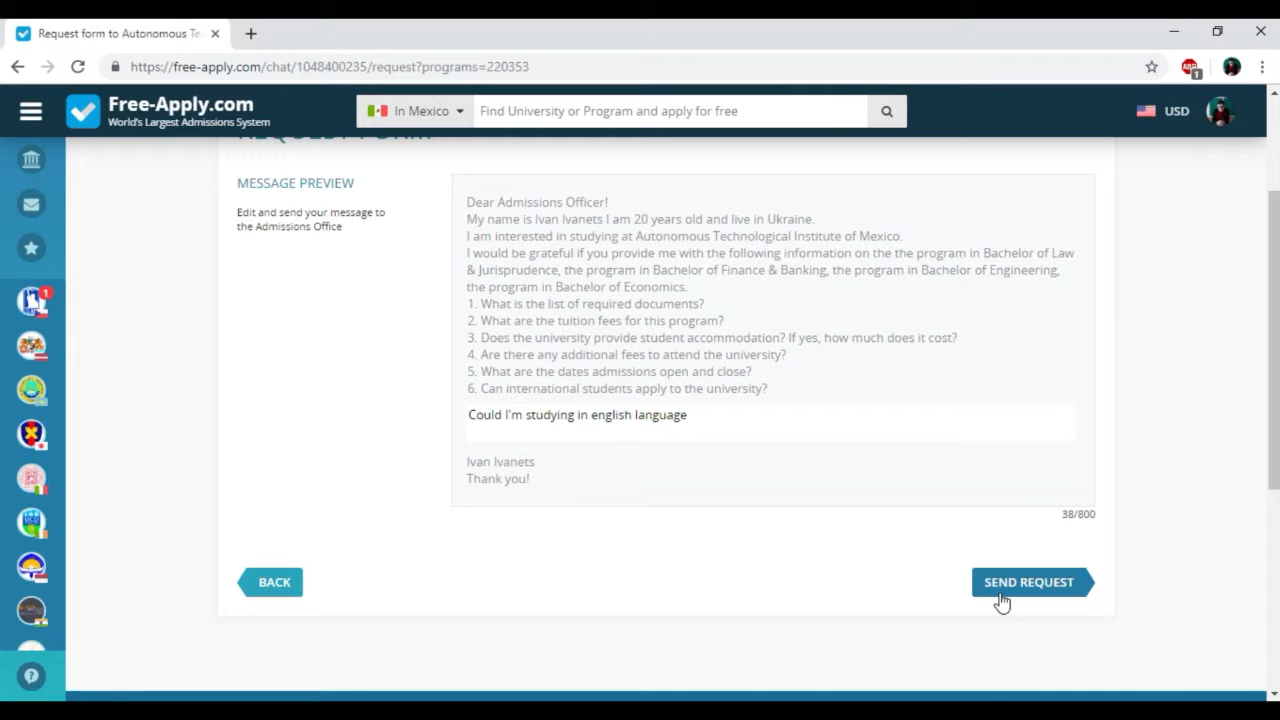 Request form to Autonomous Te
https://free-apply.com/chat/1048400235/request?programs=220353
ABP
1
Free-Apply.com
World's Largest Admissions System
In Mexico
Find University or Program and apply for free
USD
REQUEST FORM
MESSAGE PREVIEW
Edit and send your message to
the Admissions Office
Dear Admissions Officer!
My name is Ivan Ivanets I am 20 years old and live in Ukraine.
I am interested in studying at Autonomous Technological Institute of Mexico.
I would be grateful if you provide me with the following information on the the program in Bachelor of Law
& Jurisprudence, the program in Bachelor of Finance & Banking, the program in Bachelor of Engineering,
the program in Bachelor of Economics.
1. What is the list of required documents?
2. What are the tuition fees for this program?
3. Does the university provide student accommodation? If yes, how much does it cost?
4. Are there any additional fees to attend the university?
5. What are the dates admissions open and close?
6. Can international students apply to the university?
Could I'm studying in english language
Ivan Ivanets
Thank you!
38/800
BACK
SEND REQUEST
1